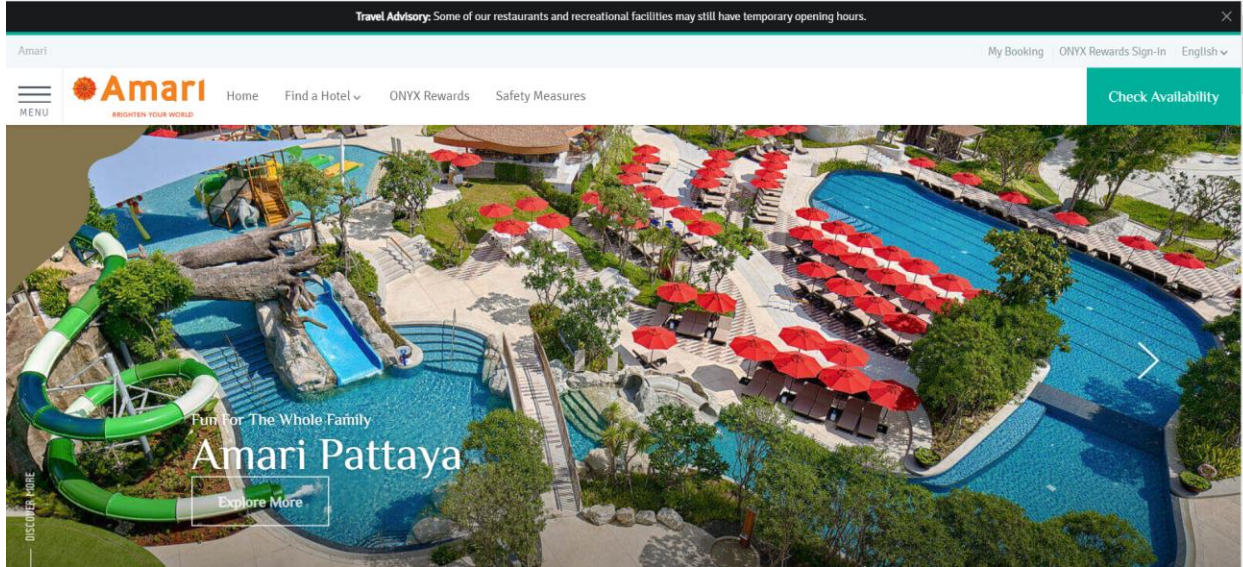 Travel Advisory: Some of our restaurants and recreational facilities may still have temporary opening hours.
Amari
My Booking
ONYX Rewards Sign-In
English
MENU
Amari
BRIGHTEN YOUR WORLD
Home
Find a Hotel
ONYX Rewards
Safety Measures
Check Availability
Fun For The Whole Family
Amari Pattaya
Explore More
DISCOVER MORE